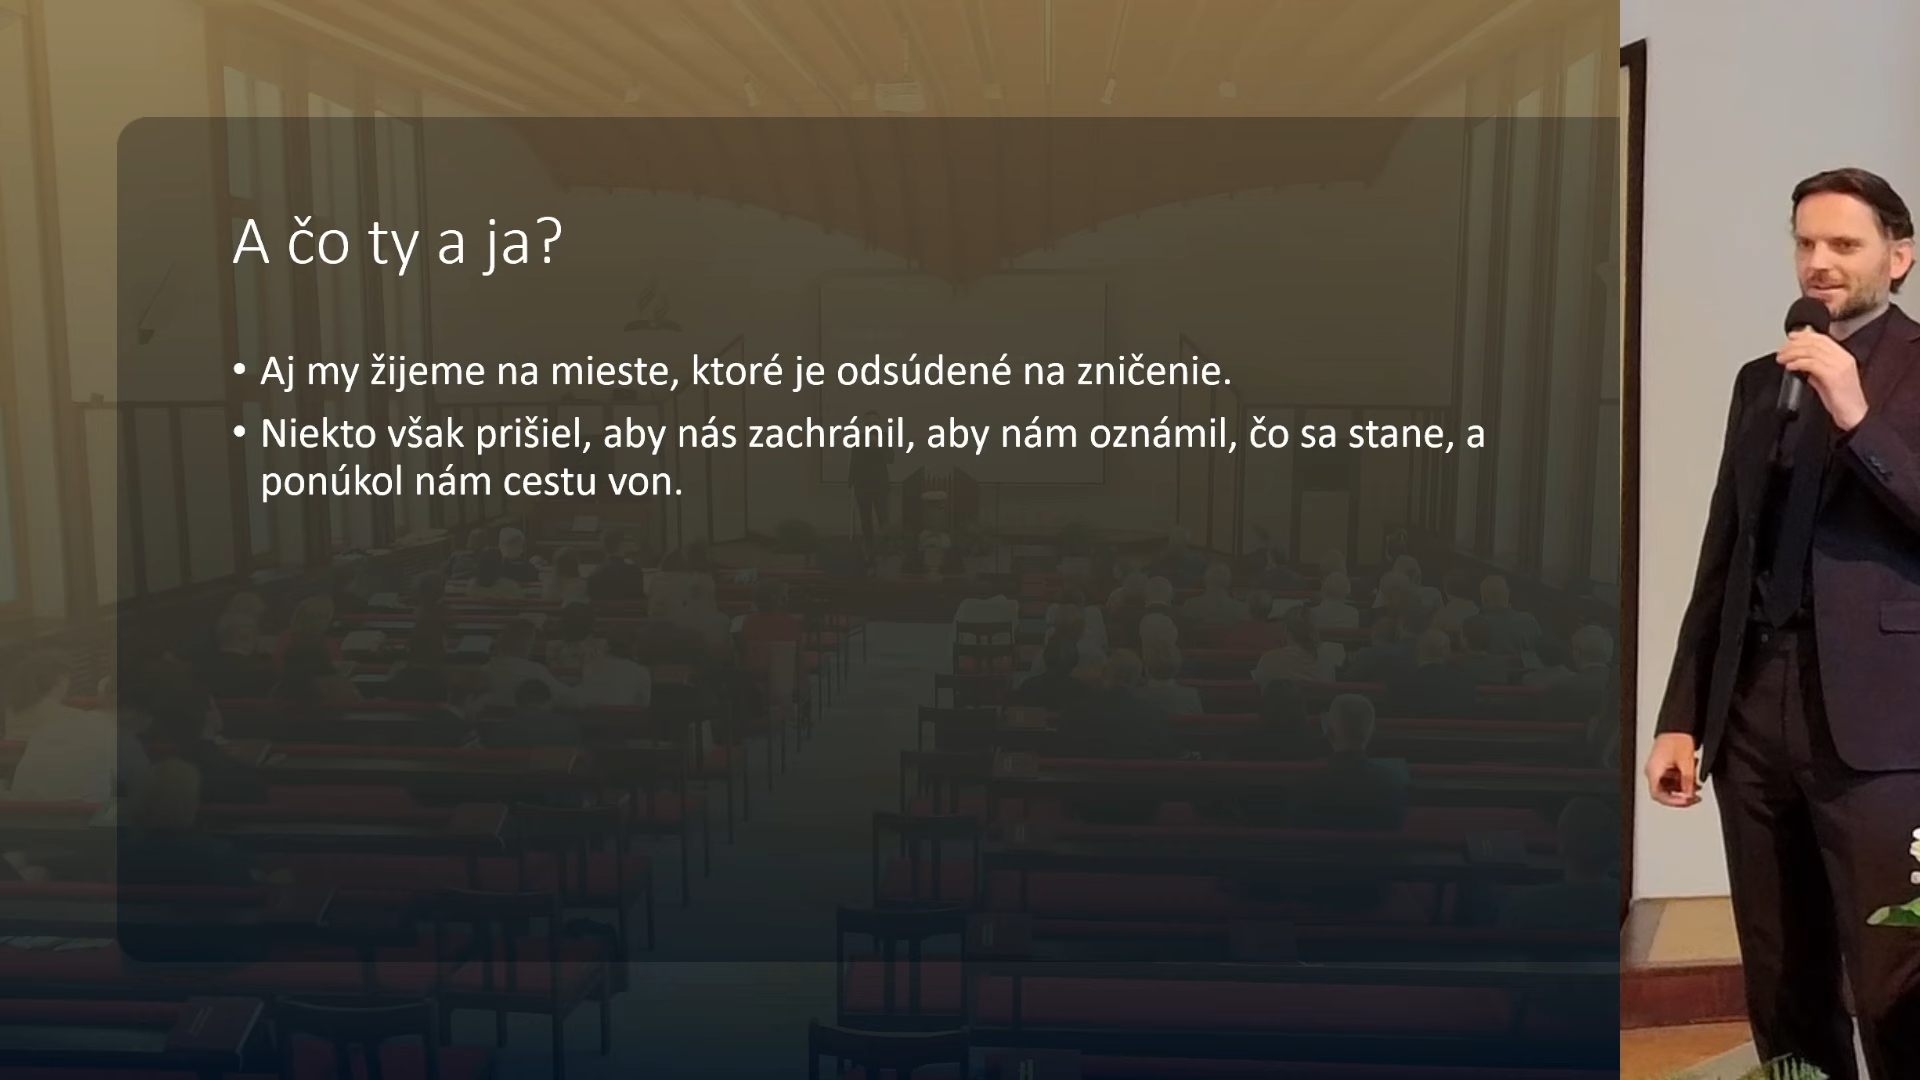 A čo ty a ja?
• Aj my žijeme na mieste, ktoré je odsúdené na zničenie.
• Niekto však prišiel, aby nás zachránil, aby nám oznámil, čo sa stane, a
ponúkol nám cestu von.